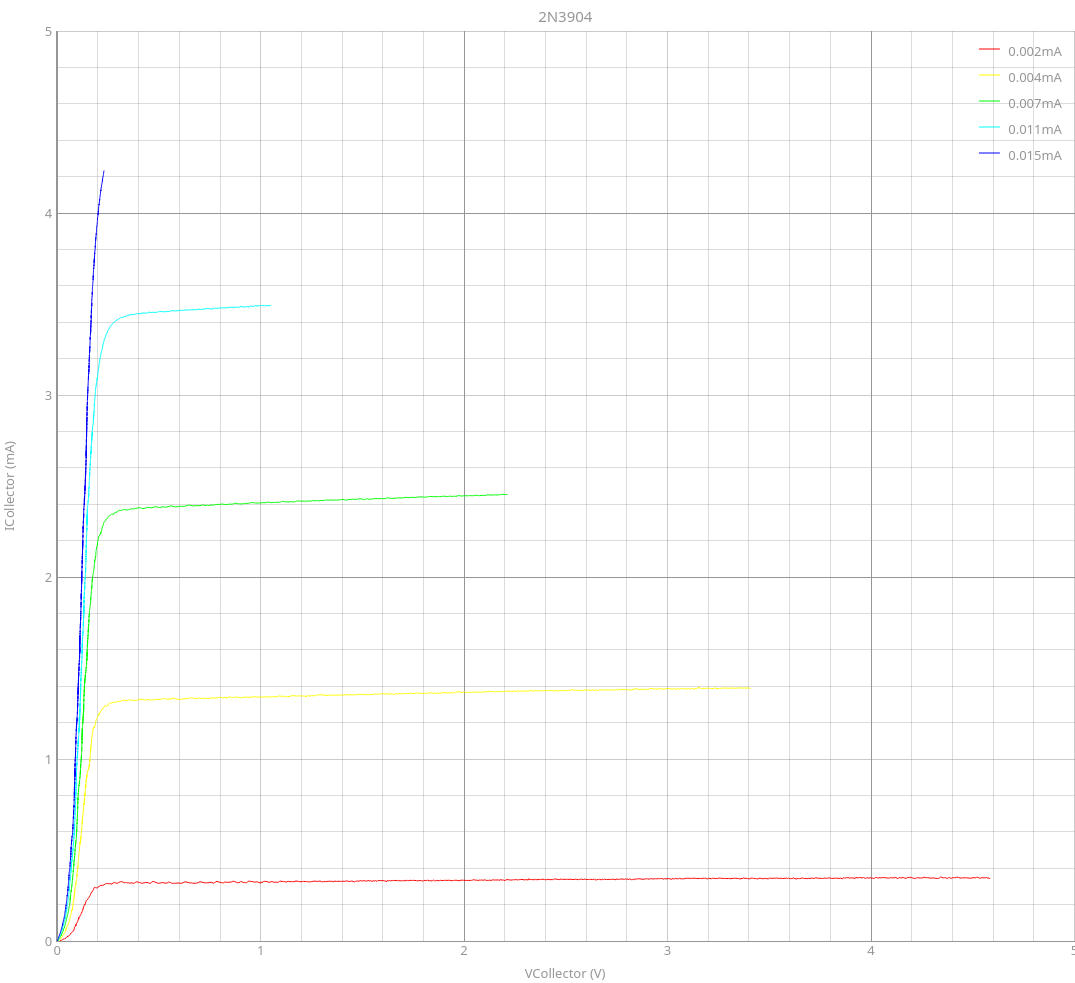 2N3904
5
0.002mA
0.004mA
0.007mA
0.011mA
0.015mA
4
3
ICollector (mA)
2
1
0
0 1 2 3 4 5
VCollector (V)